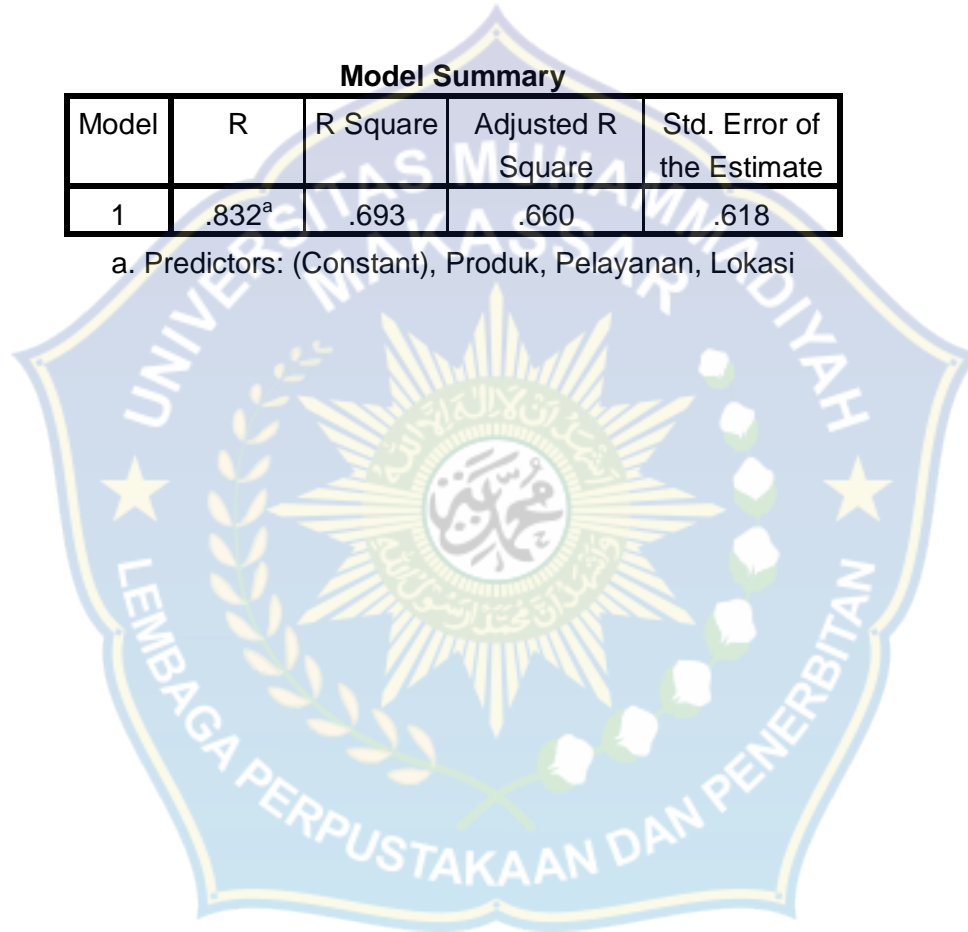 Model Summary
Model R R Square Adjusted R Square Std. Error of the Estimate
1 .832a .693 .660 .618
a. Predictors: (Constant), Produk, Pelayanan, Lokasi
UNIVERSITAS MUHAMMADIYAH
MAKASSAR
LEMBAGA PERPUSTAKAAN DAN PENERBITAN